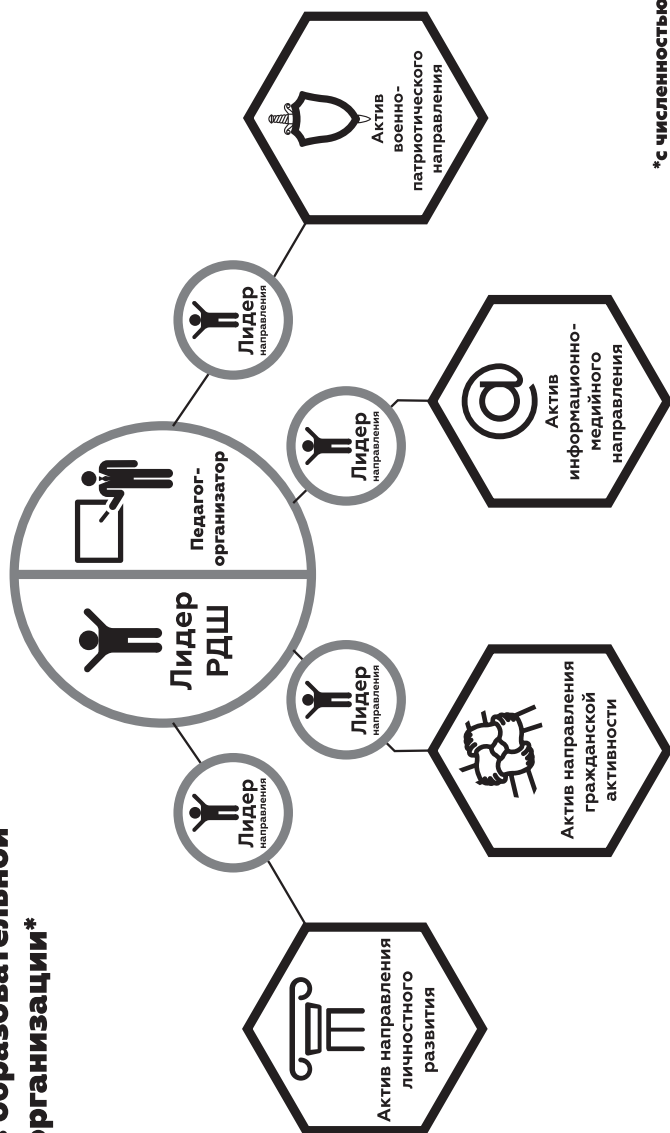 образовательной
организации*
Лидер
РДШ
Педагог-
организатор
Лидер
направления
Лидер
направления
Лидер
направления
Лидер
направления
Актив направления
личностного
развития
Актив направления
гражданской
активности
Актив
информационно-
медийного
направления
Актив
военно-
патриотического
направления
*с численностью